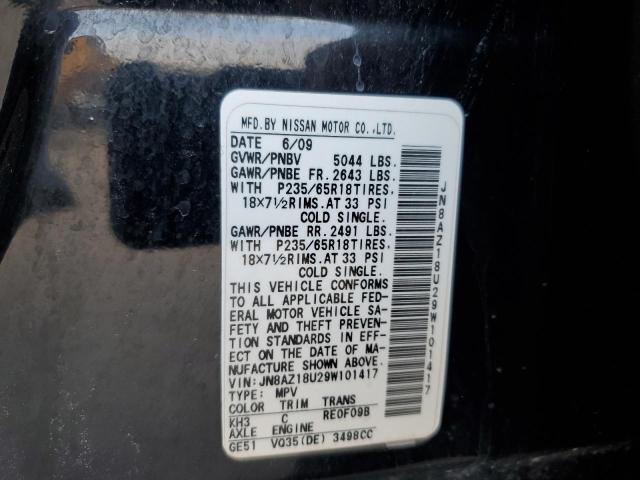 MFD.BY NISSAN MOTOR CO.,LTD.
DATE 6/09
GVWR/PNBV 5044 LBS.
GAWR/PNBE FR.2643 LBS.
WITH P235/65R18TIRES,
18×7½RIMS.AT 33 PSI
COLD SINGLE.
GAWR/PNBE RR.2491 LBS.
WITH P235/65R18TIRES,
18×7½RIMS.AT 33 PSI
COLD SINGLE.
THIS VEHICLE CONFORMS
TO ALL APPLICABLE FED-
ERAL MOTOR VEHICLE SA-
FETY AND THEFT PREVEN-
TION STANDARDS IN EFF-
ECT ON THE DATE OF MA-
NUFACTURE SHOWN ABOVE.
VIN:JN8AZ18U29W101417
TYPE: MPV
COLOR TRIM TRANS
KH3 C RE0F09B
AXLE ENGINE
GE51 VQ35(DE) 3498CC
JN8AZ18U29W101417